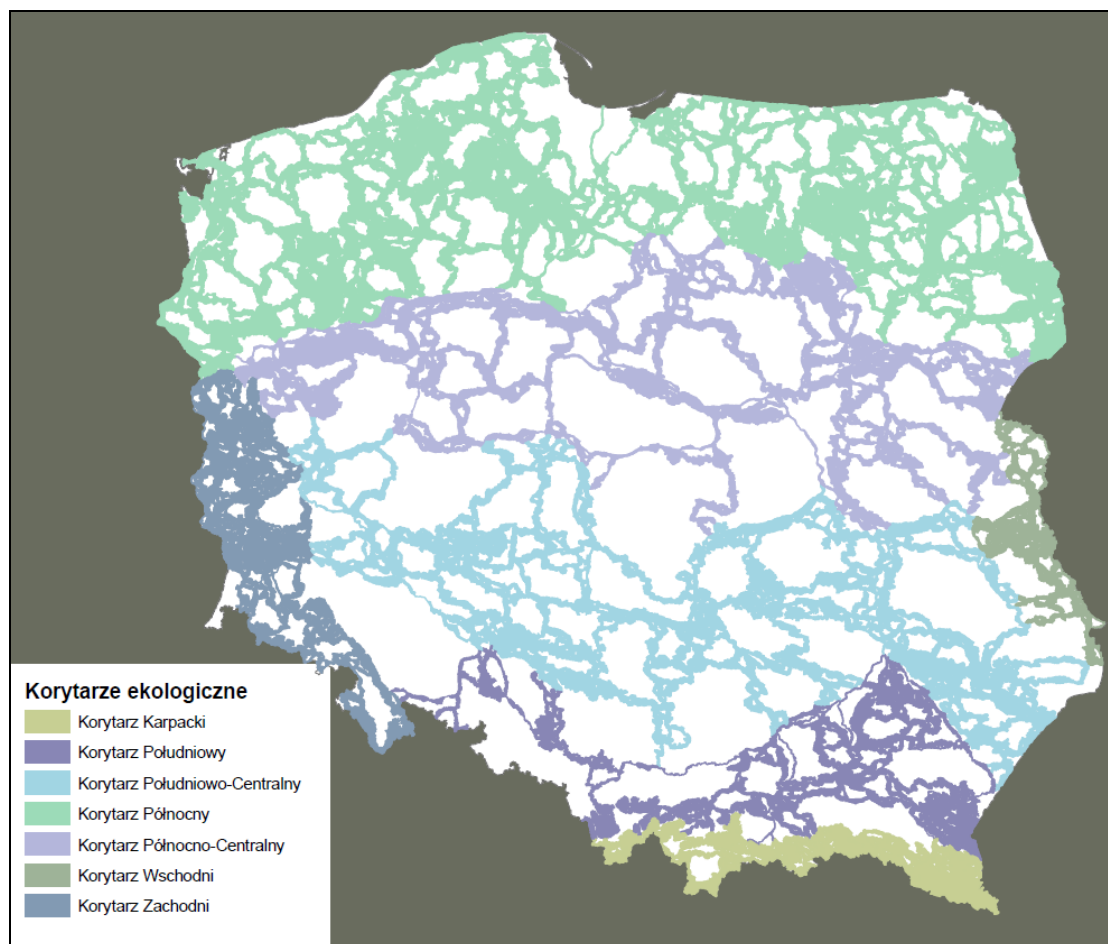 Korytarze ekologiczne
Korytarz Karpacki
Korytarz Południowy
Korytarz Południowo-Centralny
Korytarz Północny
Korytarz Północno-Centralny
Korytarz Wschodni
Korytarz Zachodni